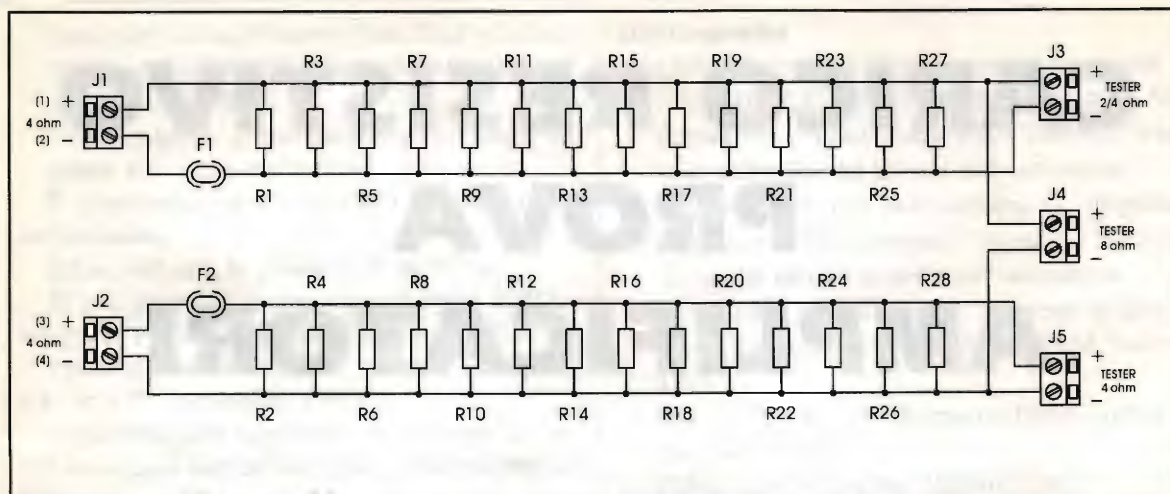 R3 R7 R11 R15 R19 R23 R27
J1
J3
(1) +
4 ohm
(2) −
F1
+
TESTER
2/4 ohm
−
R1 R5 R9 R13 R17 R21 R25
J4
+
TESTER
8 ohm
−
PROVA
F2
R4 R8 R12 R16 R20 R24 R28
J2
(3) +
4 ohm
(4) −
J5
+
TESTER
4 ohm
−
AMPLIFICATORI
R2 R6 R10 R14 R18 R22 R26